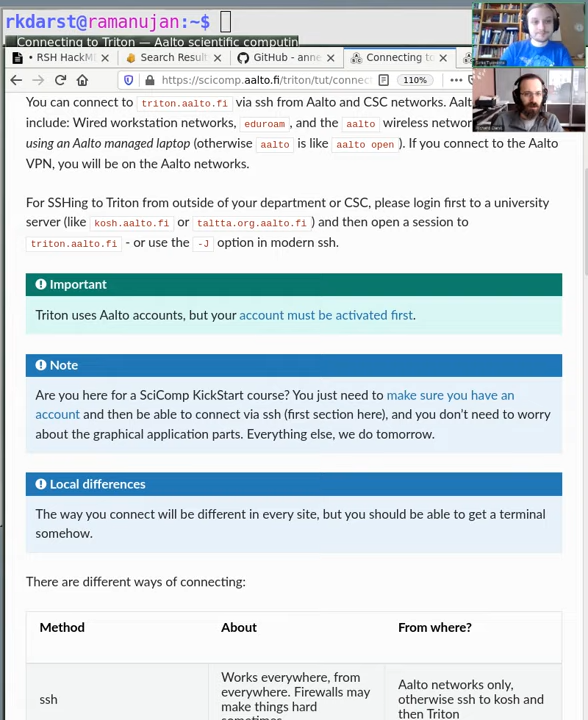 rkdarst@ramanujan:~$
Connecting to Triton — Aalto scientific computin
RSH HackM
Search Result
GitHub - anne
Connecting to
https://scicomp.aalto.fi/triton/tut/connec
110%
You can connect to triton.aalto.fi via ssh from Aalto and CSC networks. Aalt
include: Wired workstation networks, eduroam, and the aalto wireless networ
using an Aalto managed laptop (otherwise aalto is like aalto open). If you connect to the Aalto
VPN, you will be on the Aalto networks.
For SSHing to Triton from outside of your department or CSC, please login first to a university
server (like kosh.aalto.fi or taltta.org.aalto.fi) and then open a session to
triton.aalto.fi - or use the -J option in modern ssh.
Important
Triton uses Aalto accounts, but your account must be activated first.
Note
Are you here for a SciComp KickStart course? You just need to make sure you have an
account and then be able to connect via ssh (first section here), and you don't need to worry
about the graphical application parts. Everything else, we do tomorrow.
Local differences
The way you connect will be different in every site, but you should be able to get a terminal
somehow.
There are different ways of connecting:
Method About From where?
ssh
Works everywhere, from
everywhere. Firewalls may
make things hard
sometimes
Aalto networks only,
otherwise ssh to kosh and
then Triton